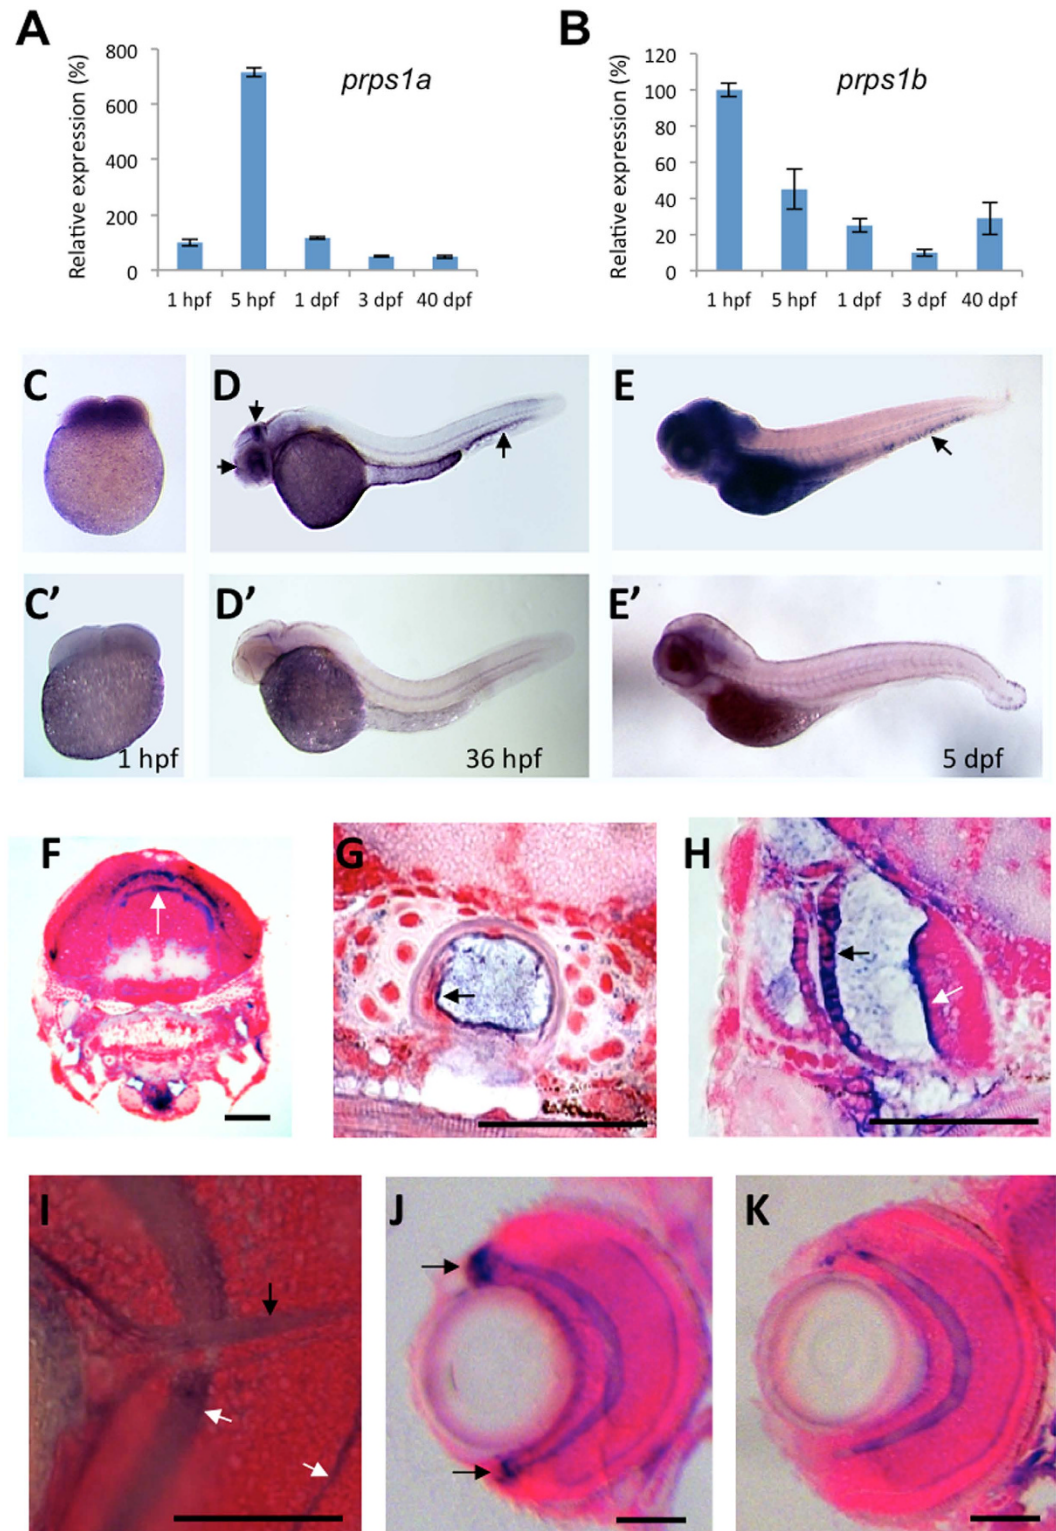 A
B
Relative expression (%)
800
600
400
200
0
prps1a
1 hpf 5 hpf 1 dpf 3 dpf 40 dpf
Relative expression (%)
120
100
80
60
40
20
0
prps1b
1 hpf 5 hpf 1 dpf 3 dpf 40 dpf
C
D
E
C’
D’
E’
1 hpf
36 hpf
5 dpf
F
G
H
I
J
K